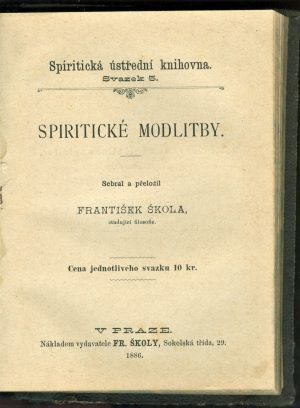 Spiritická ústřední knihovna.
Svazek 5.
SPIRITICKÉ MODLITBY.
Sebral a přeložil
FRANTIŠEK ŠKOLA,
studující filosofie.
Cena jednotlivého svazku 10 kr.
V PRAZE.
Nákladem vydavatele FR. ŠKOLY, Sokolská třída, 29.
1886.